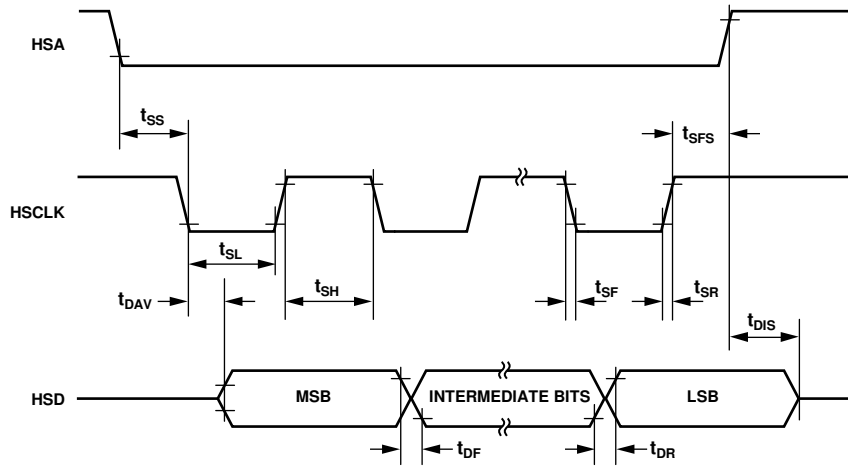 HSA
tSS
tSFS
HSCLK
tSL
tSH
tSF
tSR
tDAV
tDIS
HSD
MSB
INTERMEDIATE BITS
LSB
tDF
tDR